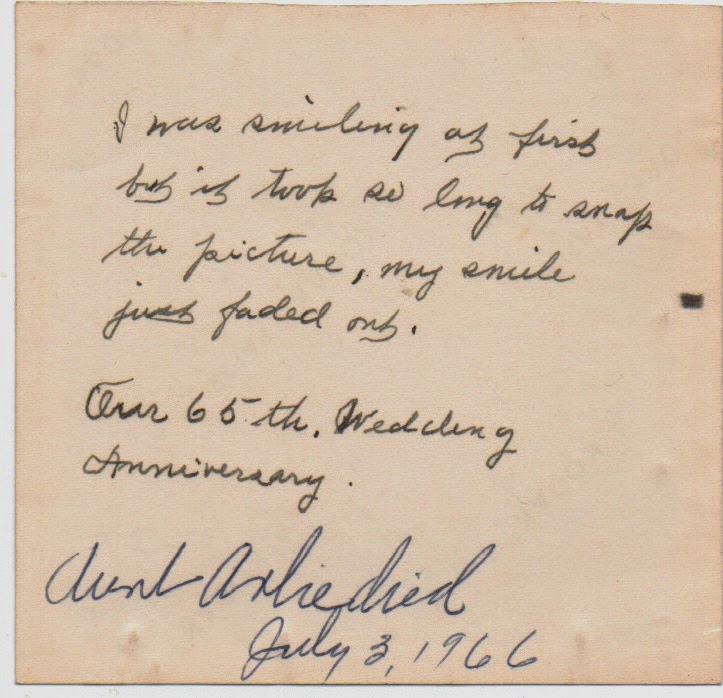 I was smiling at first
but it took so long to snap
the picture, my smile
just faded out.
Our 65th. Wedding
Anniversary.
Aunt Arlie died
July 3, 1966